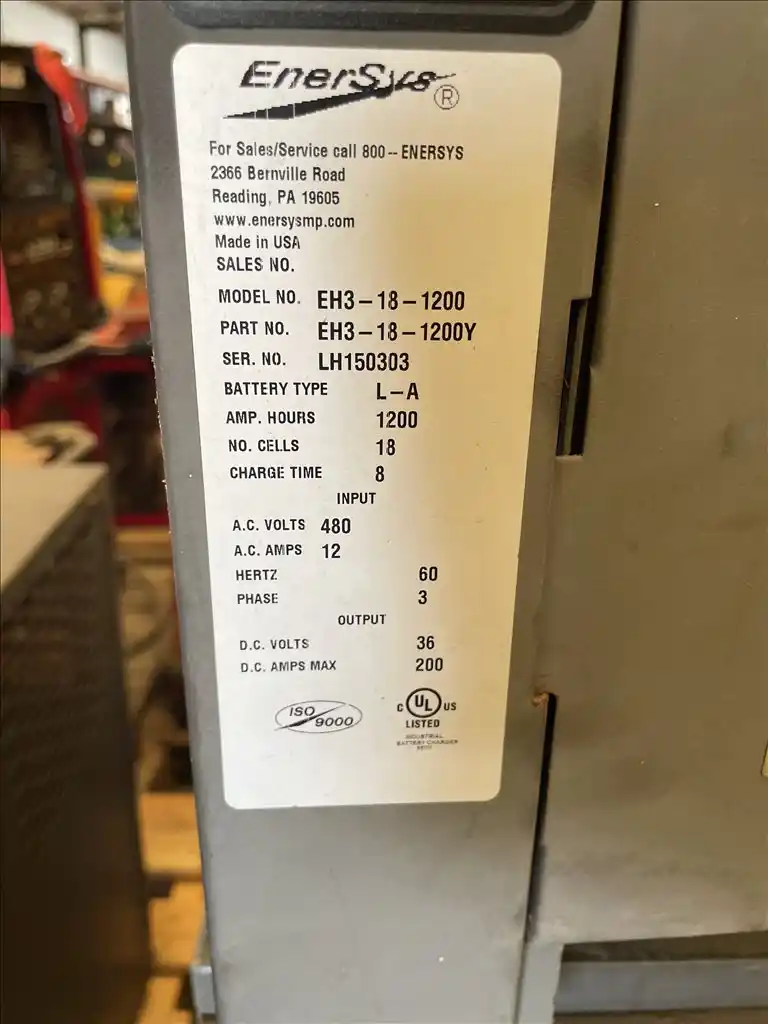 EnerSys®
For Sales/Service call 800-- ENERSYS
2366 Bernville Road
Reading, PA 19605
www.enersysmp.com
Made in USA
SALES NO.
MODEL NO. EH3-18-1200
PART NO. EH3-18-1200Y
SER. NO. LH150303
BATTERY TYPE L-A
AMP. HOURS 1200
NO. CELLS 18
CHARGE TIME 8
INPUT
A.C. VOLTS 480
A.C. AMPS 12
HERTZ 60
PHASE 3
OUTPUT
D.C. VOLTS 36
D.C. AMPS MAX 200
ISO 9000
C UL US
LISTED
INDUSTRIAL
BATTERY CHARGER